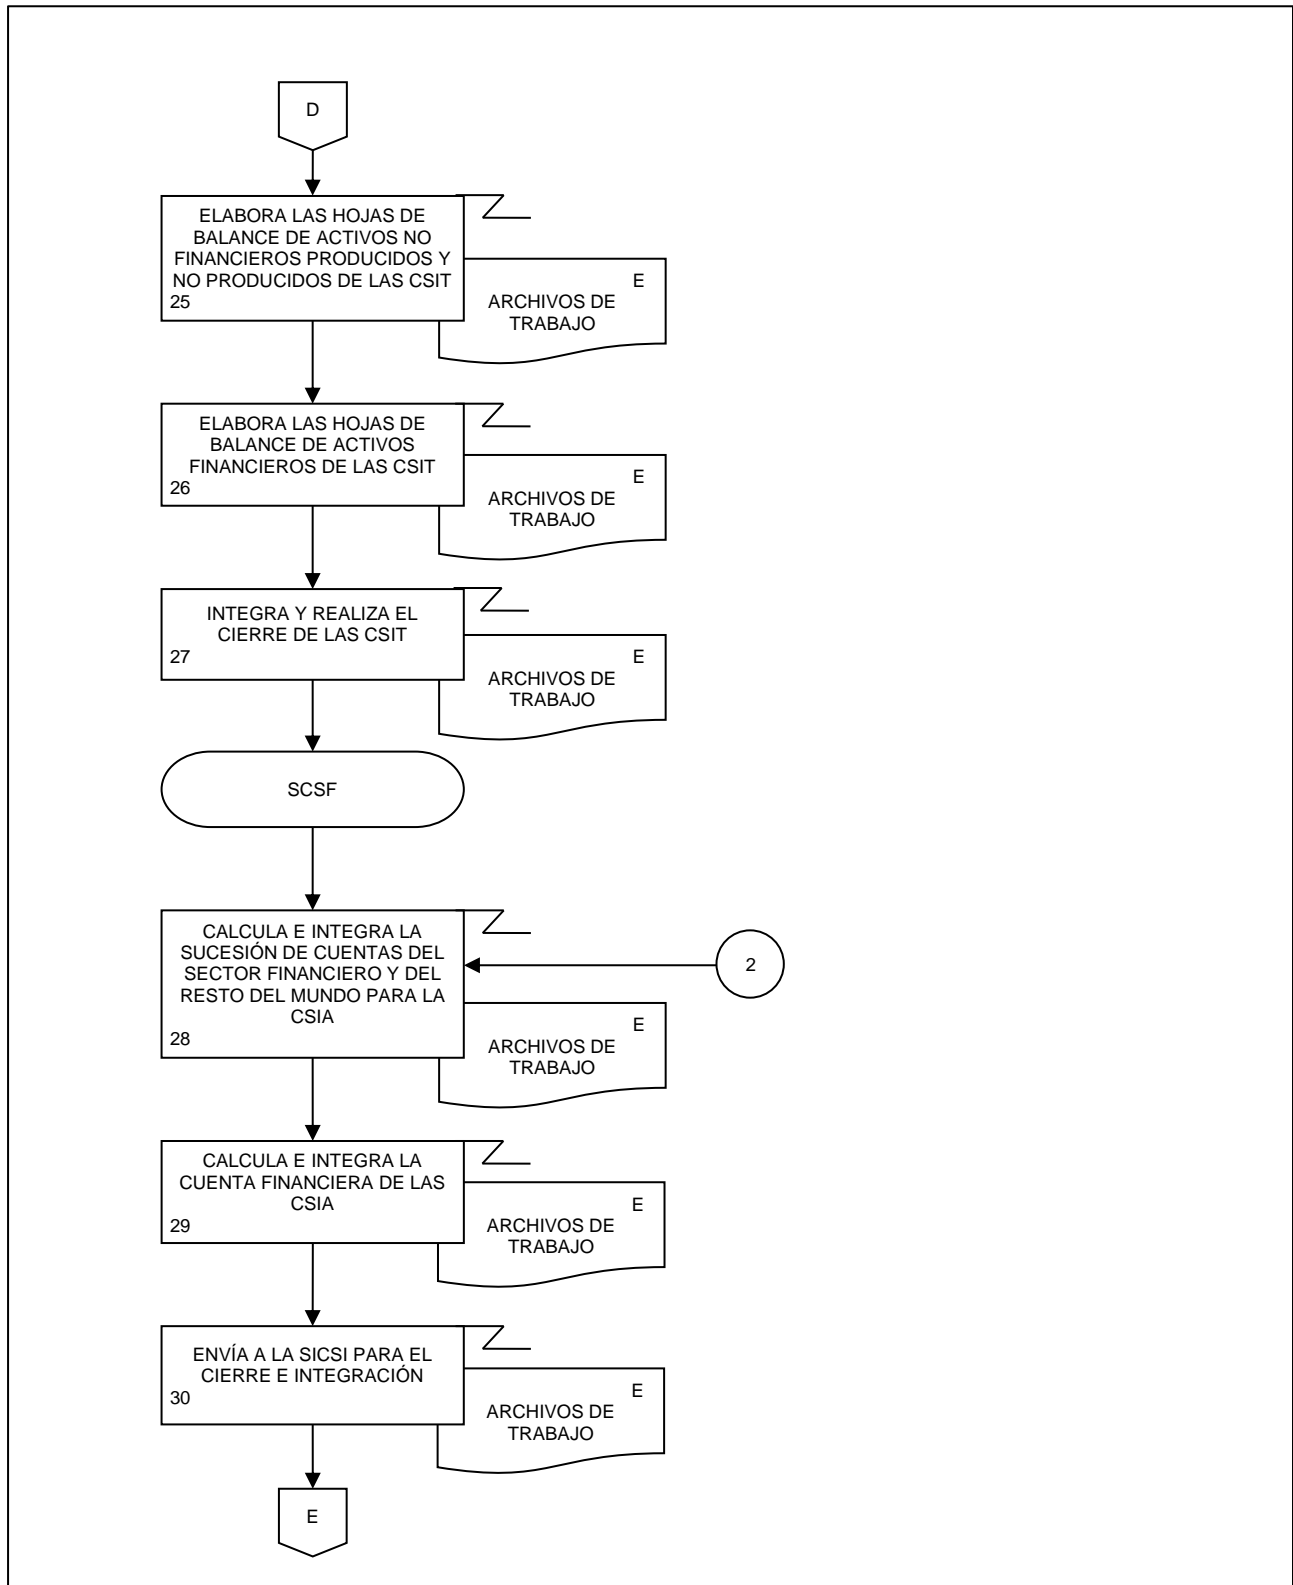 D
ELABORA LAS HOJAS DE
BALANCE DE ACTIVOS NO
FINANCIEROS PRODUCIDOS Y
NO PRODUCIDOS DE LAS CSIT
25
E
ARCHIVOS DE
TRABAJO
ELABORA LAS HOJAS DE
BALANCE DE ACTIVOS
FINANCIEROS DE LAS CSIT
26
E
ARCHIVOS DE
TRABAJO
INTEGRA Y REALIZA EL
CIERRE DE LAS CSIT
27
E
ARCHIVOS DE
TRABAJO
SCSF
CALCULA E INTEGRA LA
SUCESIÓN DE CUENTAS DEL
SECTOR FINANCIERO Y DEL
RESTO DEL MUNDO PARA LA
CSIA
28
2
E
ARCHIVOS DE
TRABAJO
CALCULA E INTEGRA LA
CUENTA FINANCIERA DE LAS
CSIA
29
E
ARCHIVOS DE
TRABAJO
ENVÍA A LA SICSI PARA EL
CIERRE E INTEGRACIÓN
30
E
ARCHIVOS DE
TRABAJO
E